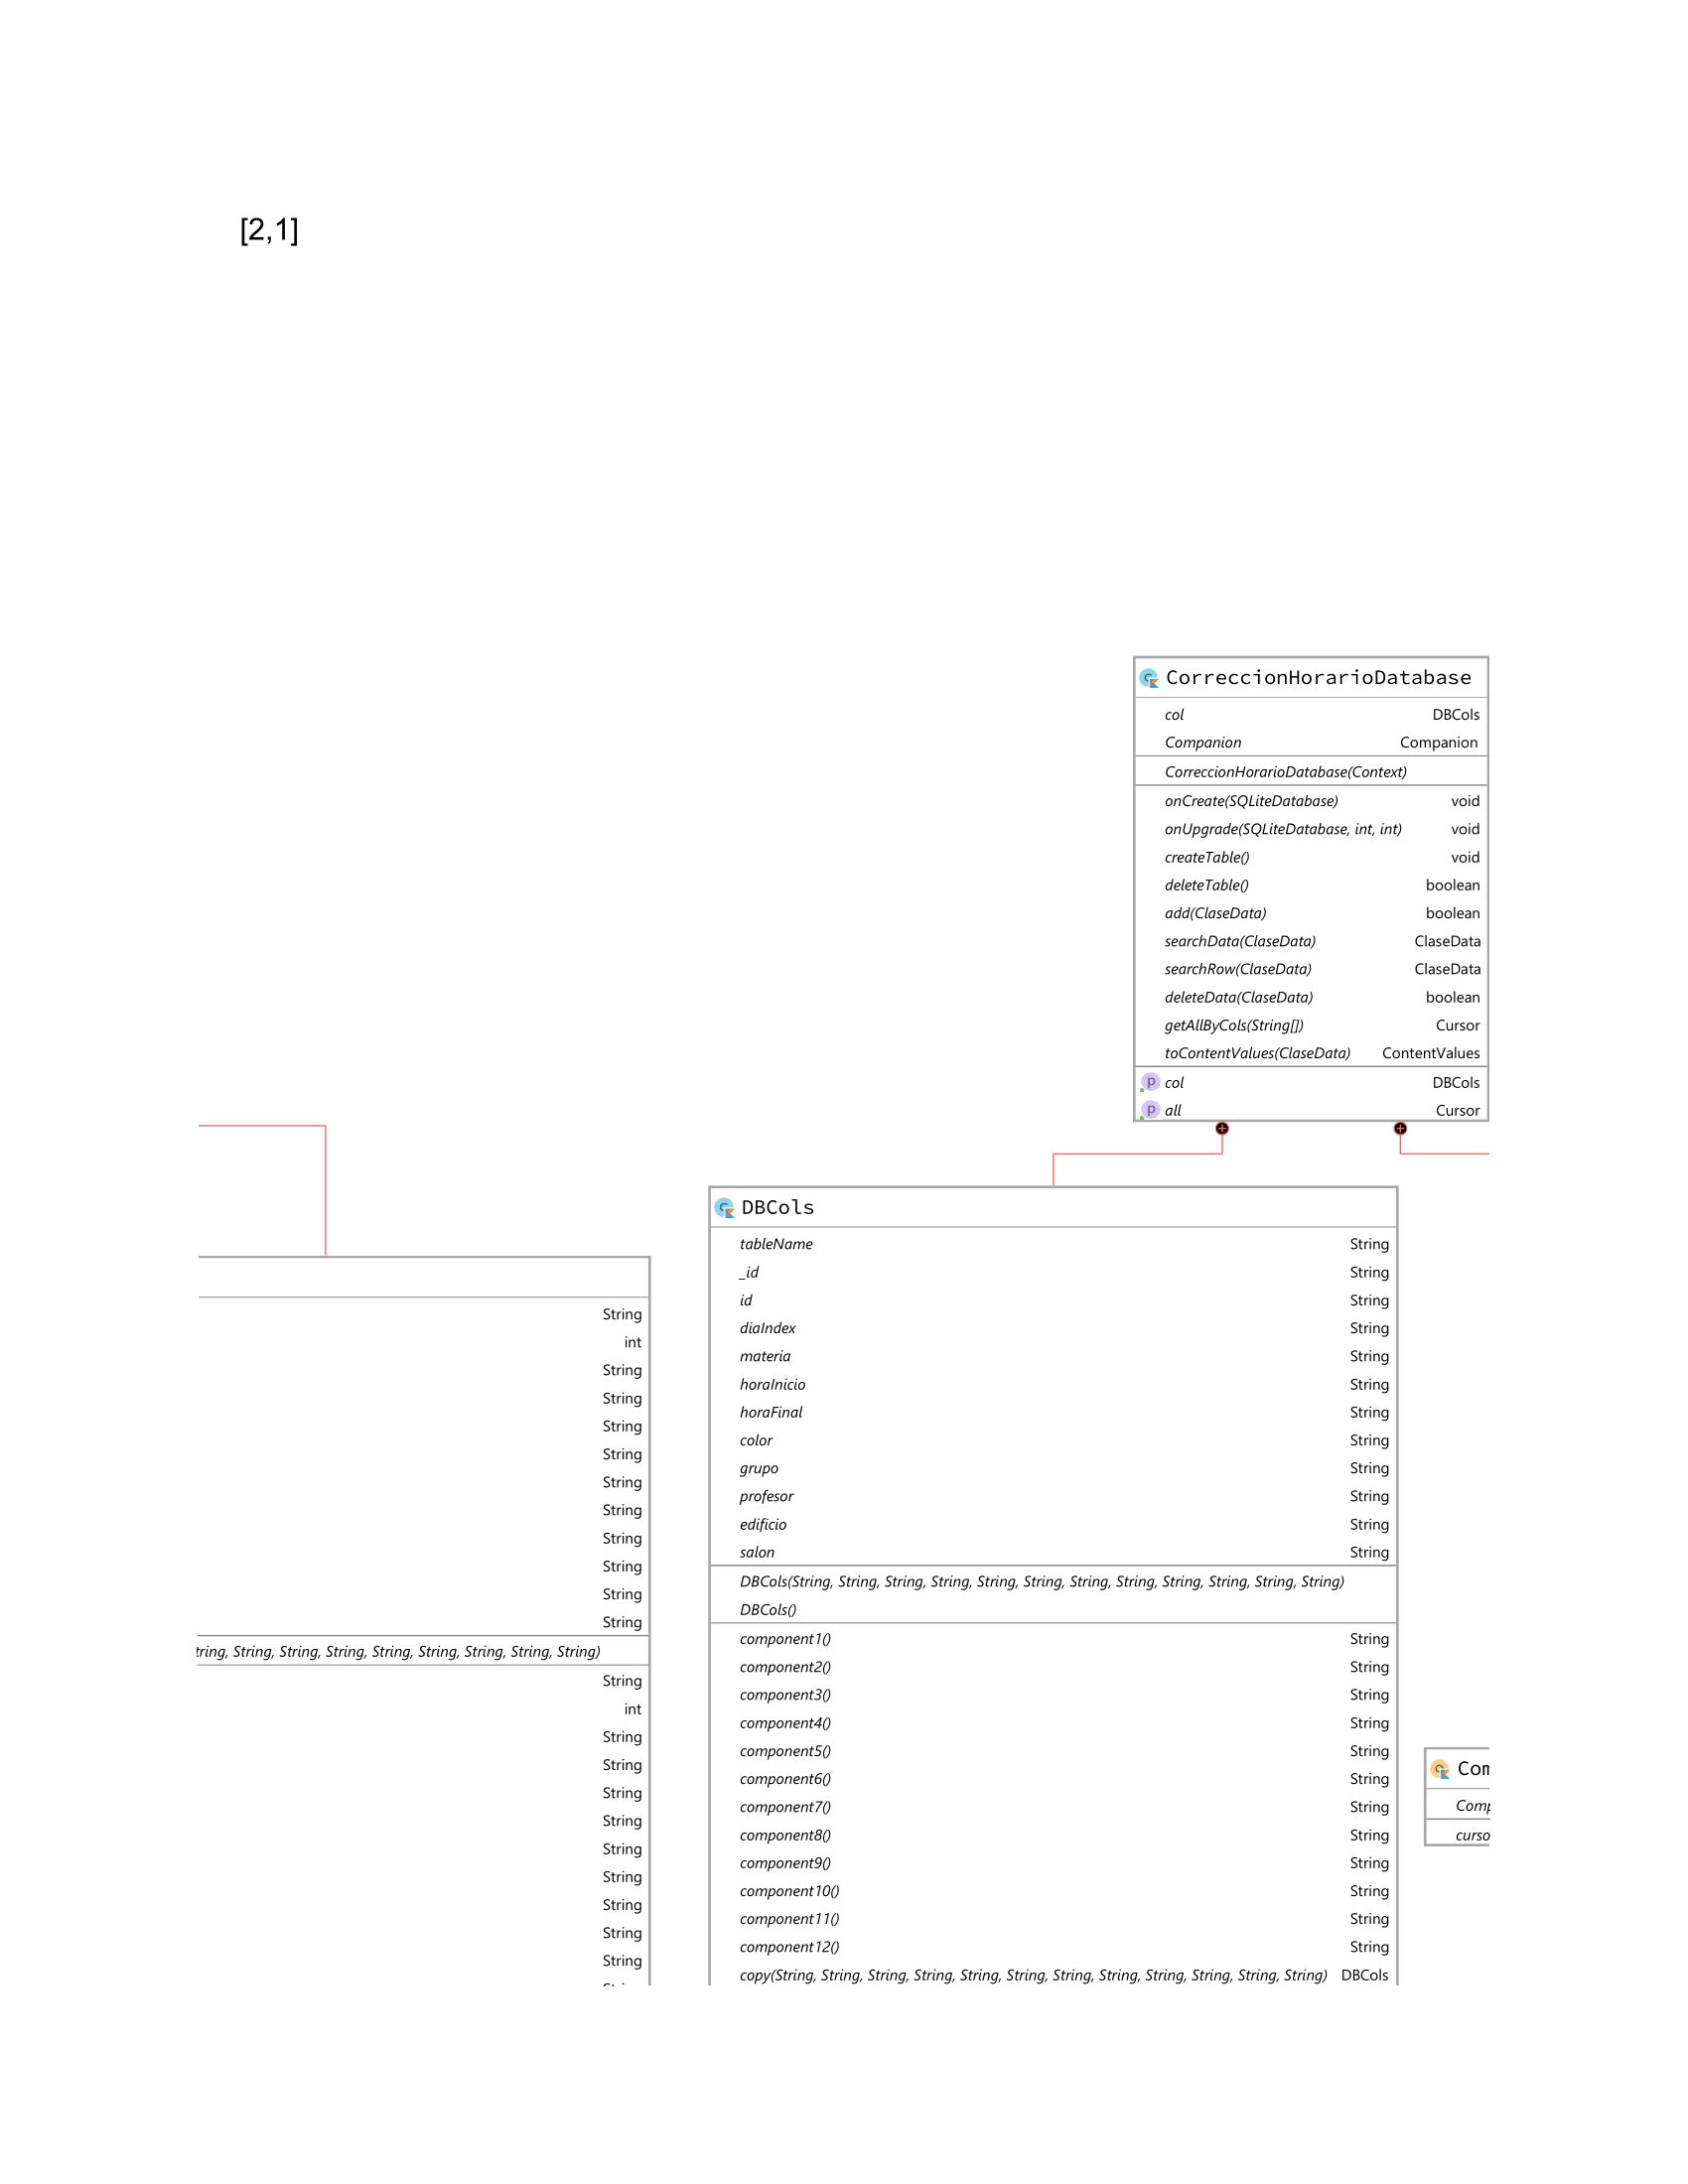 [2,1]
CorreccionHorarioDatabase
col DBCols
Companion Companion
CorreccionHorarioDatabase(Context)
onCreate(SQLiteDatabase) void
onUpgrade(SQLiteDatabase, int, int) void
createTable() void
deleteTable() boolean
add(ClaseData) boolean
searchData(ClaseData) ClaseData
searchRow(ClaseData) ClaseData
deleteData(ClaseData) boolean
getAllByCols(String[]) Cursor
toContentValues(ClaseData) ContentValues
p col DBCols
p all Cursor
String
int
String
String
String
String
String
String
String
String
String
String
String, String, String, String, String, String, String, String)
String
int
String
String
String
String
String
String
String
String
String
DBCols
tableName String
_id String
id String
diaIndex String
materia String
horaInicio String
horaFinal String
color String
grupo String
profesor String
edificio String
salon String
DBCols(String, String, String, String, String, String, String, String, String, String, String, String)
DBCols()
component1() String
component2() String
component3() String
component4() String
component5() String
component6() String
component7() String
component8() String
component9() String
component10() String
component11() String
component12() String
copy(String, String, String, String, String, String, String, String, String, String, String, String) DBCols
Com
Comp
curso